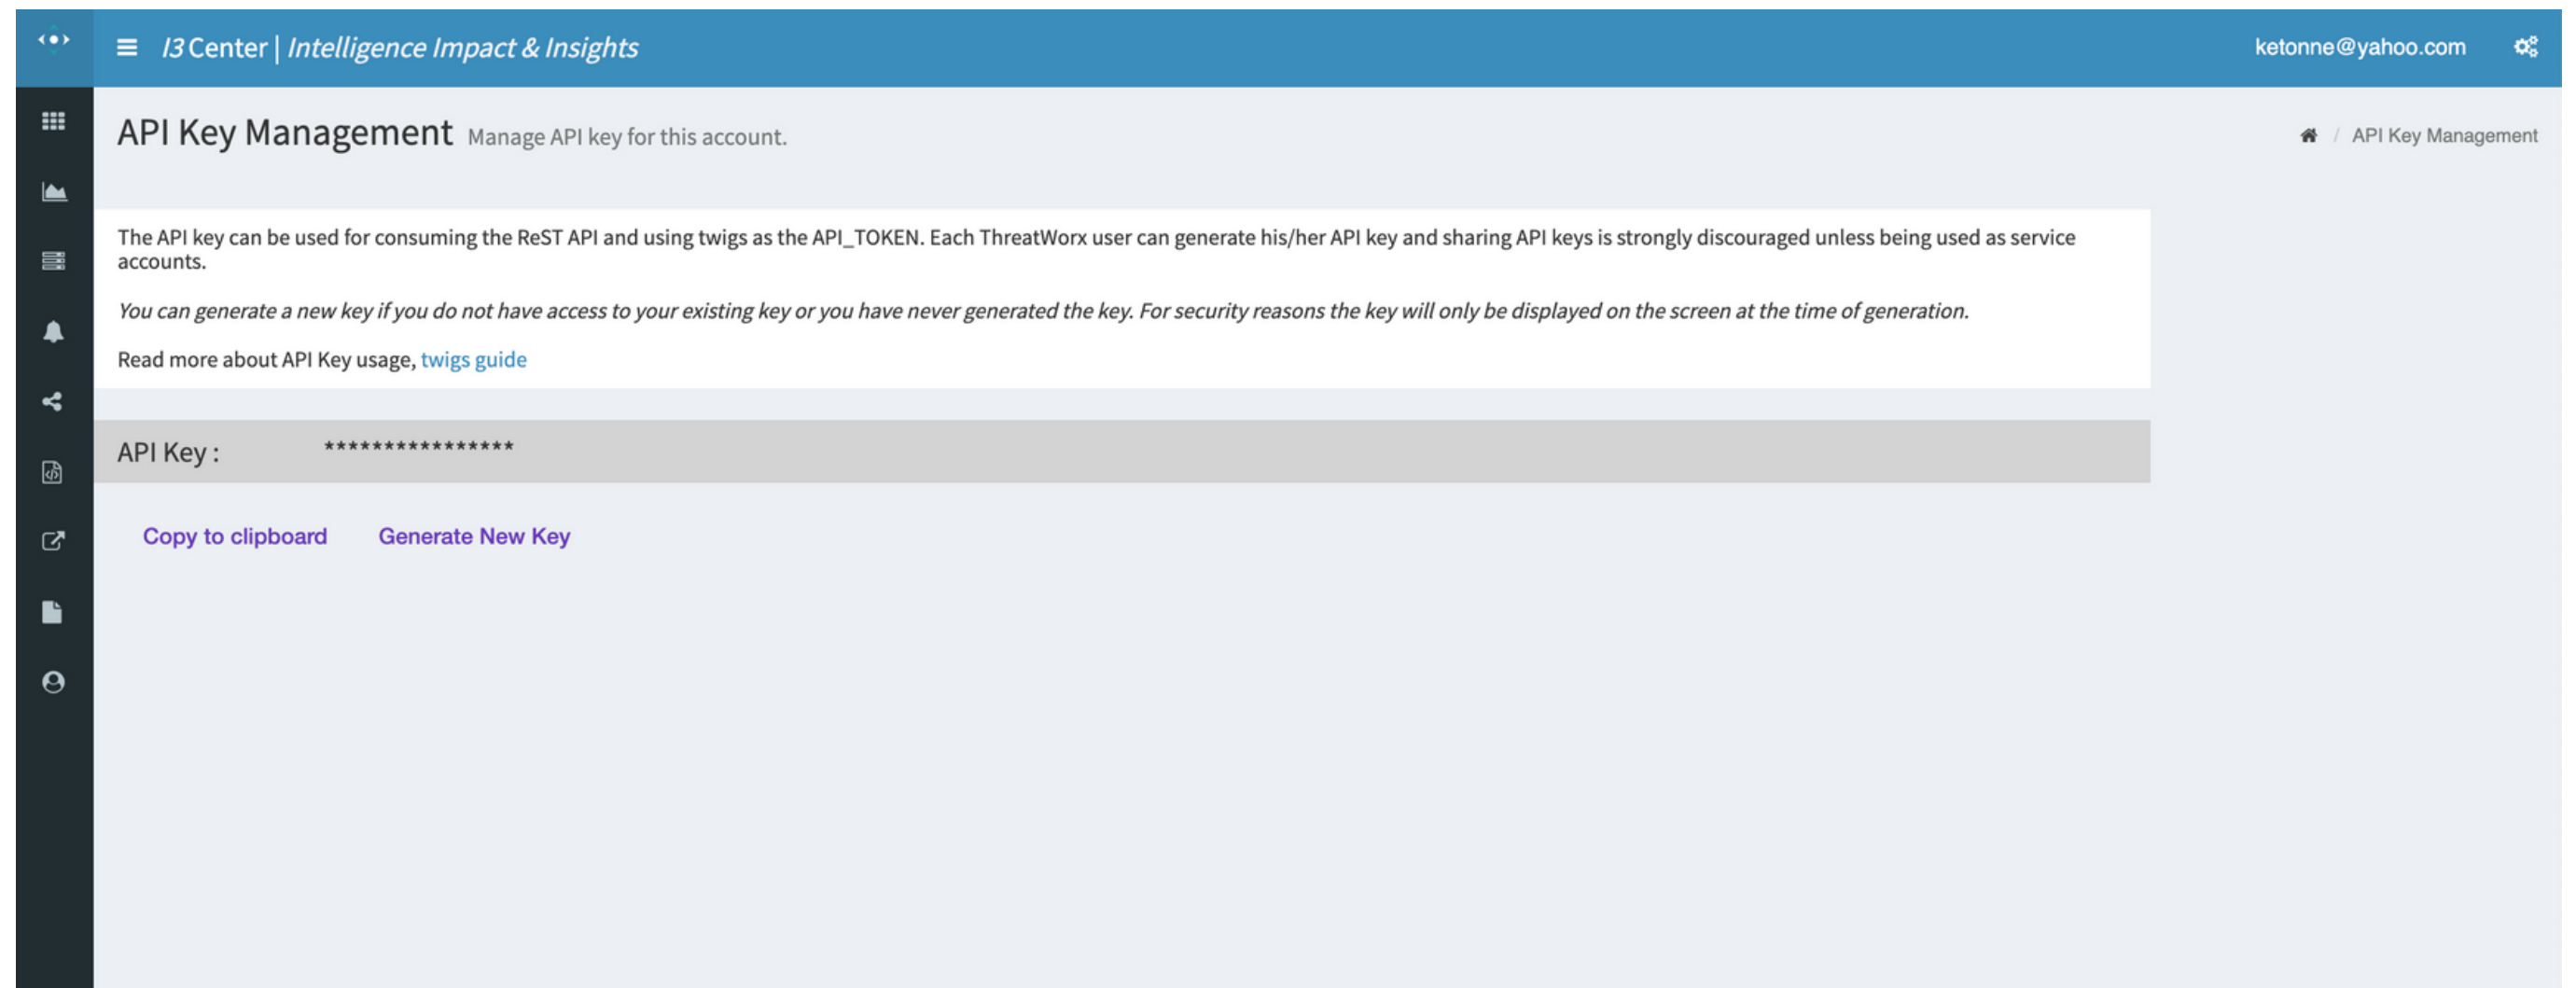 I3 Center | Intelligence Impact & Insights
ketonne@yahoo.com
API Key Management Manage API key for this account.
/ API Key Management
The API key can be used for consuming the ReST API and using twigs as the API_TOKEN. Each ThreatWorx user can generate his/her API key and sharing API keys is strongly discouraged unless being used as service
accounts.
You can generate a new key if you do not have access to your existing key or you have never generated the key. For security reasons the key will only be displayed on the screen at the time of generation.
Read more about API Key usage, twigs guide
API Key : ****************
Copy to clipboard Generate New Key